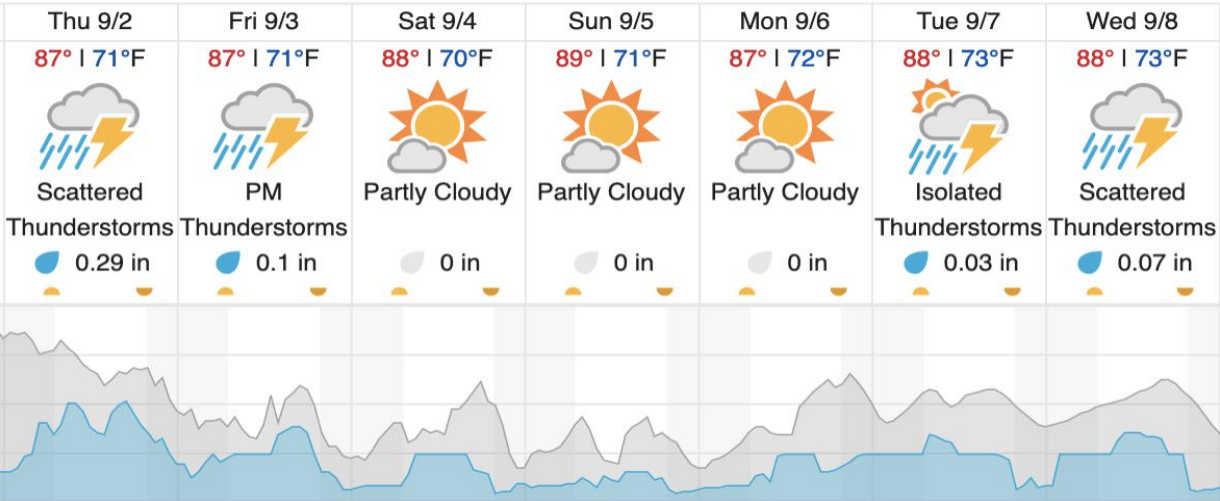 Thu 9/2 Fri 9/3 Sat 9/4 Sun 9/5 Mon 9/6 Tue 9/7 Wed 9/8
87° | 71°F 87° | 71°F 88° | 70°F 89° | 71°F 87° | 72°F 88° | 73°F 88° | 73°F
Scattered PM Partly Cloudy Partly Cloudy Partly Cloudy Isolated Scattered
Thunderstorms Thunderstorms Thunderstorms Thunderstorms
0.29 in 0.1 in 0 in 0 in 0 in 0.03 in 0.07 in